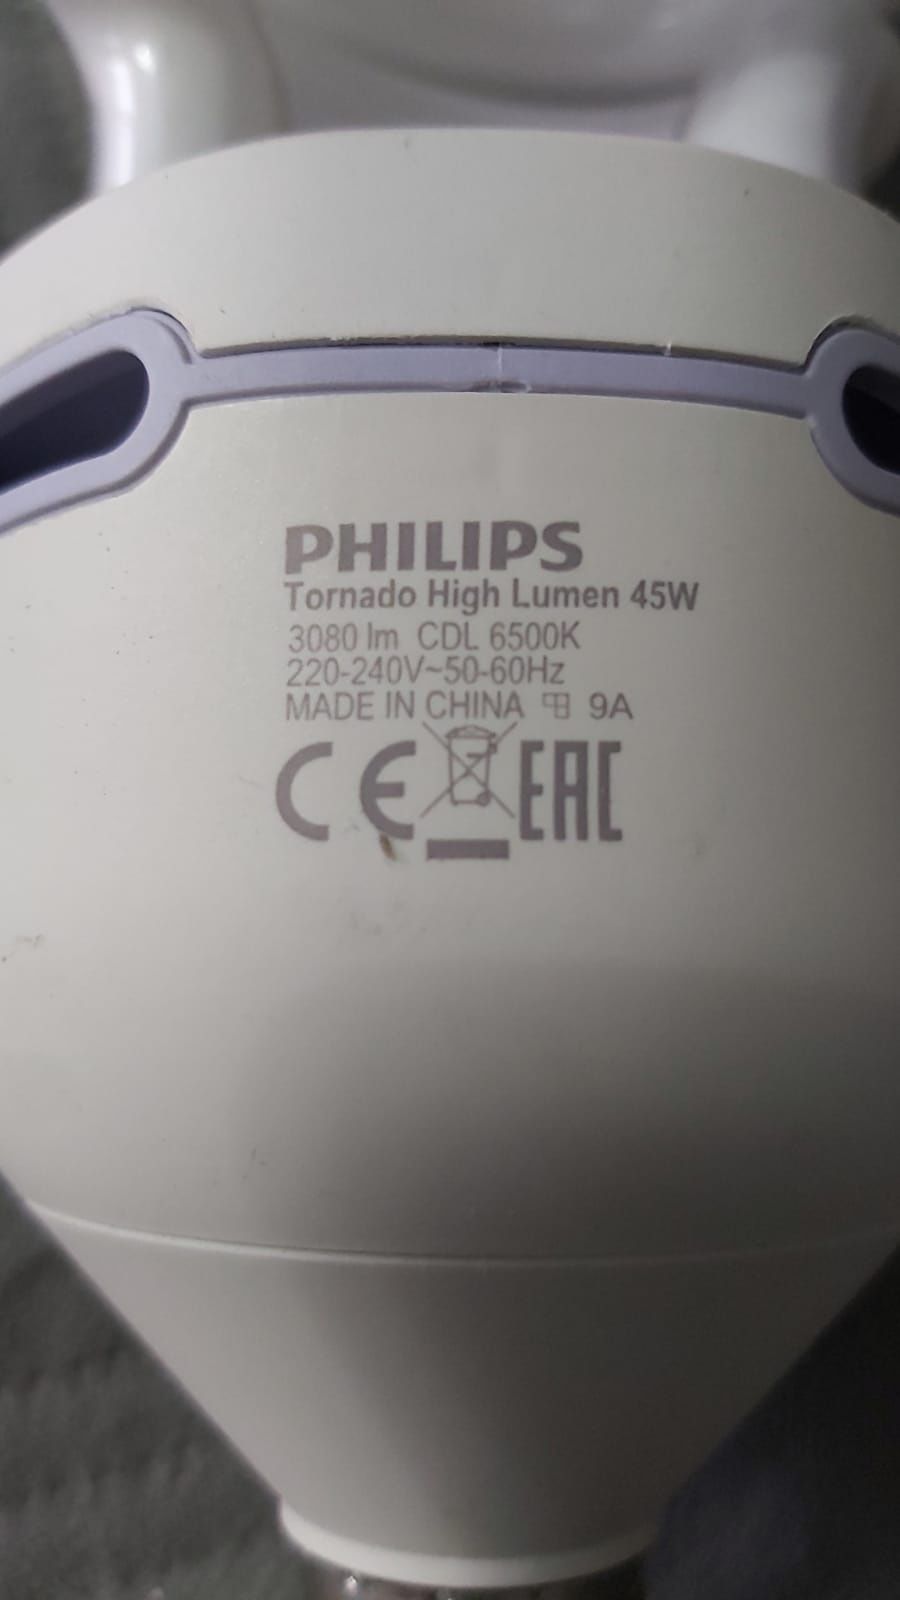 PHILIPS
Tornado High Lumen 45W
3080 lm CDL 6500K
220-240V~50-60Hz
MADE IN CHINA 9A
CE EAC